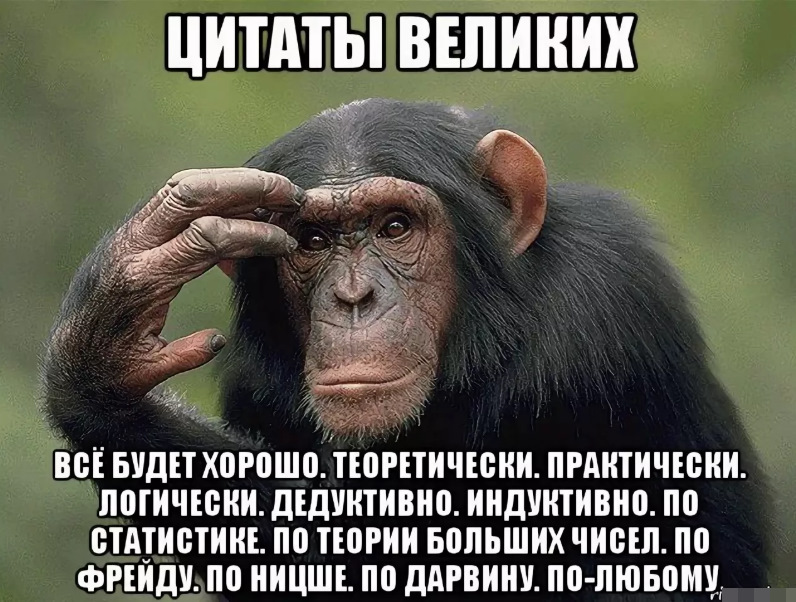 ЦИТАТЫ ВЕЛИКИХ
ВСЁ БУДЕТ ХОРОШО. ТЕОРЕТИЧЕСКИ. ПРАКТИЧЕСКИ.
ЛОГИЧЕСКИ. ДЕДУКТИВНО. ИНДУКТИВНО. ПО
СТАТИСТИКЕ. ПО ТЕОРИИ БОЛЬШИХ ЧИСЕЛ. ПО
ФРЕЙДУ. ПО НИЦШЕ. ПО ДАРВИНУ. ПО-ЛЮБОМУ.